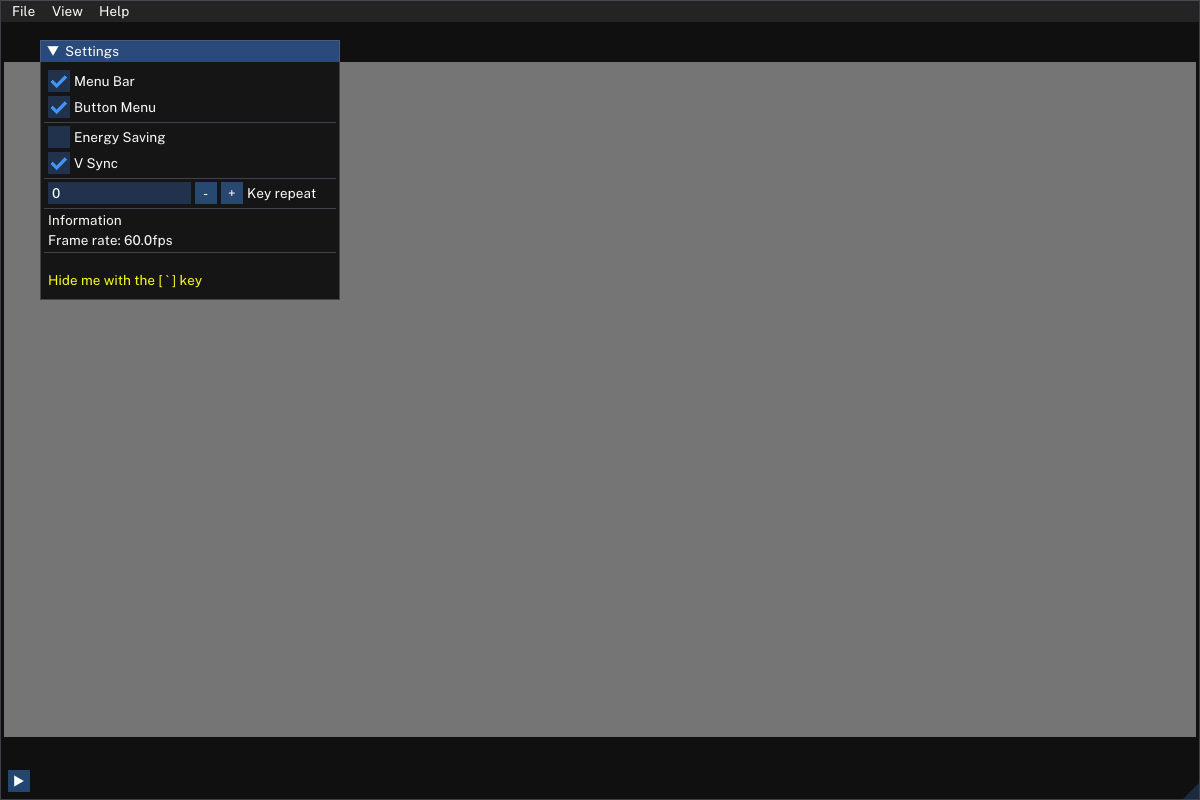 File View Help
Settings
Menu Bar
Button Menu
Energy Saving
V Sync
0 - + Key repeat
Information
Frame rate: 60.0fps
Hide me with the [`] key